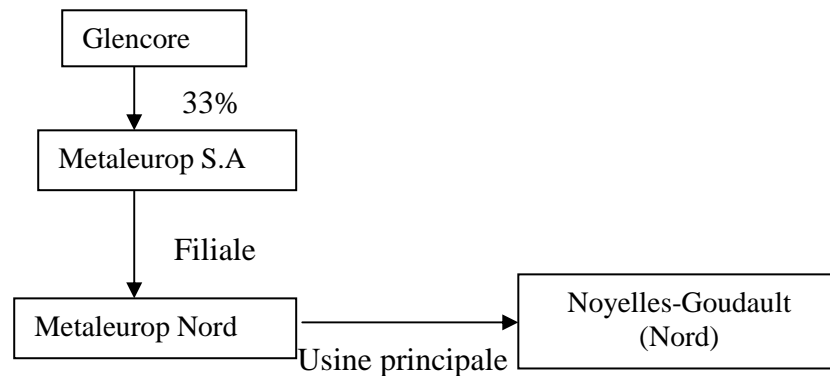 Glencore
33%
Metaleurop S.A
Filiale
Metaleurop Nord
Usine principale
Noyelles-Goudault
(Nord)